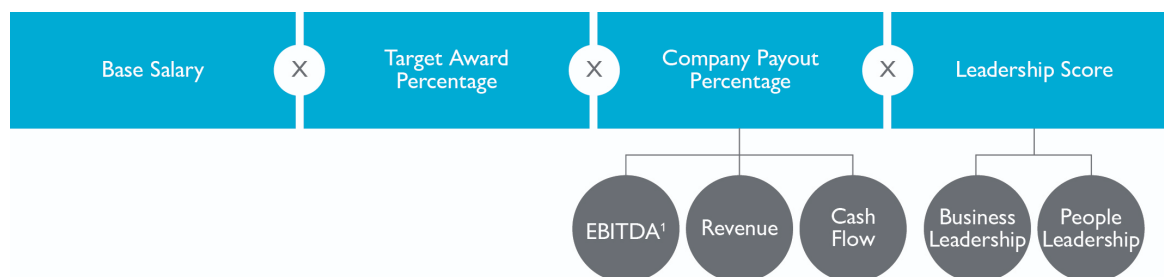 Base Salary
X
Target Award
Percentage
X
Company Payout
Percentage
X
Leadership Score
EBITDA¹
Revenue
Cash
Flow
Business
Leadership
People
Leadership